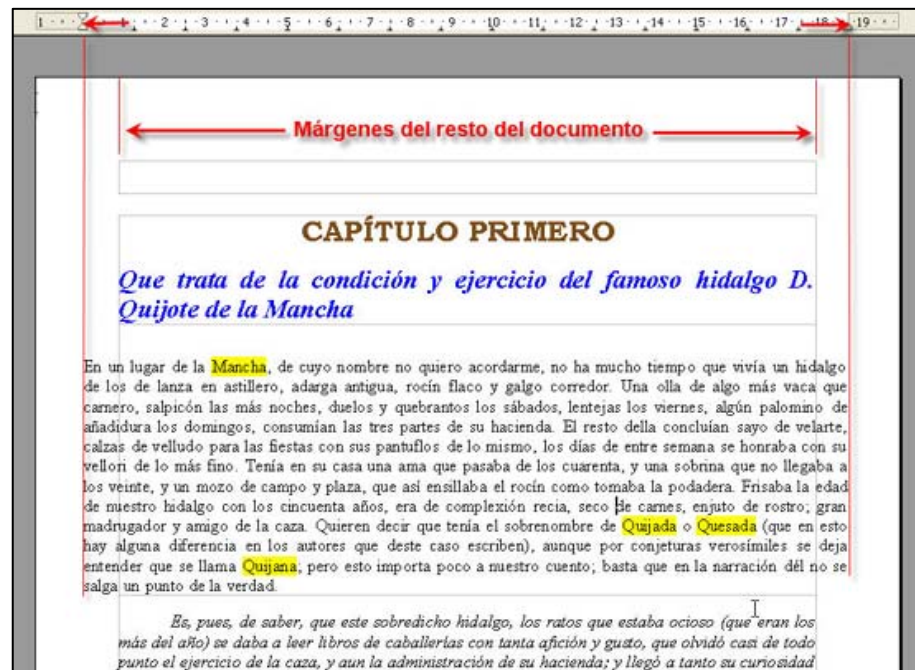 1 1 2 3 4 5 6 7 8 9 10 11 12 13 14 15 16 17 18 19
Márgenes del resto del documento
CAPÍTULO PRIMERO
Que trata de la condición y ejercicio del famoso hidalgo D.
Quijote de la Mancha
En un lugar de la Mancha, de cuyo nombre no quiero acordarme, no ha mucho tiempo que vivía un hidalgo
de los de lanza en astillero, adarga antigua, rocín flaco y galgo corredor. Una olla de algo más vaca que
carnero, salpicón las más noches, duelos y quebrantos los sábados, lentejas los viernes, algún palomino de
añadidura los domingos, consumían las tres partes de su hacienda. El resto della concluían sayo de velarte,
calzas de velludo para las fiestas con sus pantuflos de lo mismo, los días de entre semana se honraba con su
vellori de lo más fino. Tenía en su casa una ama que pasaba de los cuarenta, y una sobrina que no llegaba a
los veinte, y un mozo de campo y plaza, que así ensillaba el rocín como tomaba la podadera. Frisaba la edad
de nuestro hidalgo con los cincuenta años, era de complexión recia, seco de carnes, enjuto de rostro; gran
madrugador y amigo de la caza. Quieren decir que tenía el sobrenombre de Quijada o Quesada (que en esto
hay alguna diferencia en los autores que deste caso escriben), aunque por conjeturas verosímiles se deja
entender que se llama Quijana; pero esto importa poco a nuestro cuento; basta que en la narración dél no se
salga un punto de la verdad.
Es, pues, de saber, que este sobredicho hidalgo, los ratos que estaba ocioso (que eran los
más del año) se daba a leer libros de caballerías con tanta afición y gusto, que olvidó casi de todo
punto el ejercicio de la caza, y aun la administración de su hacienda; y llegó a tanto su curiosidad